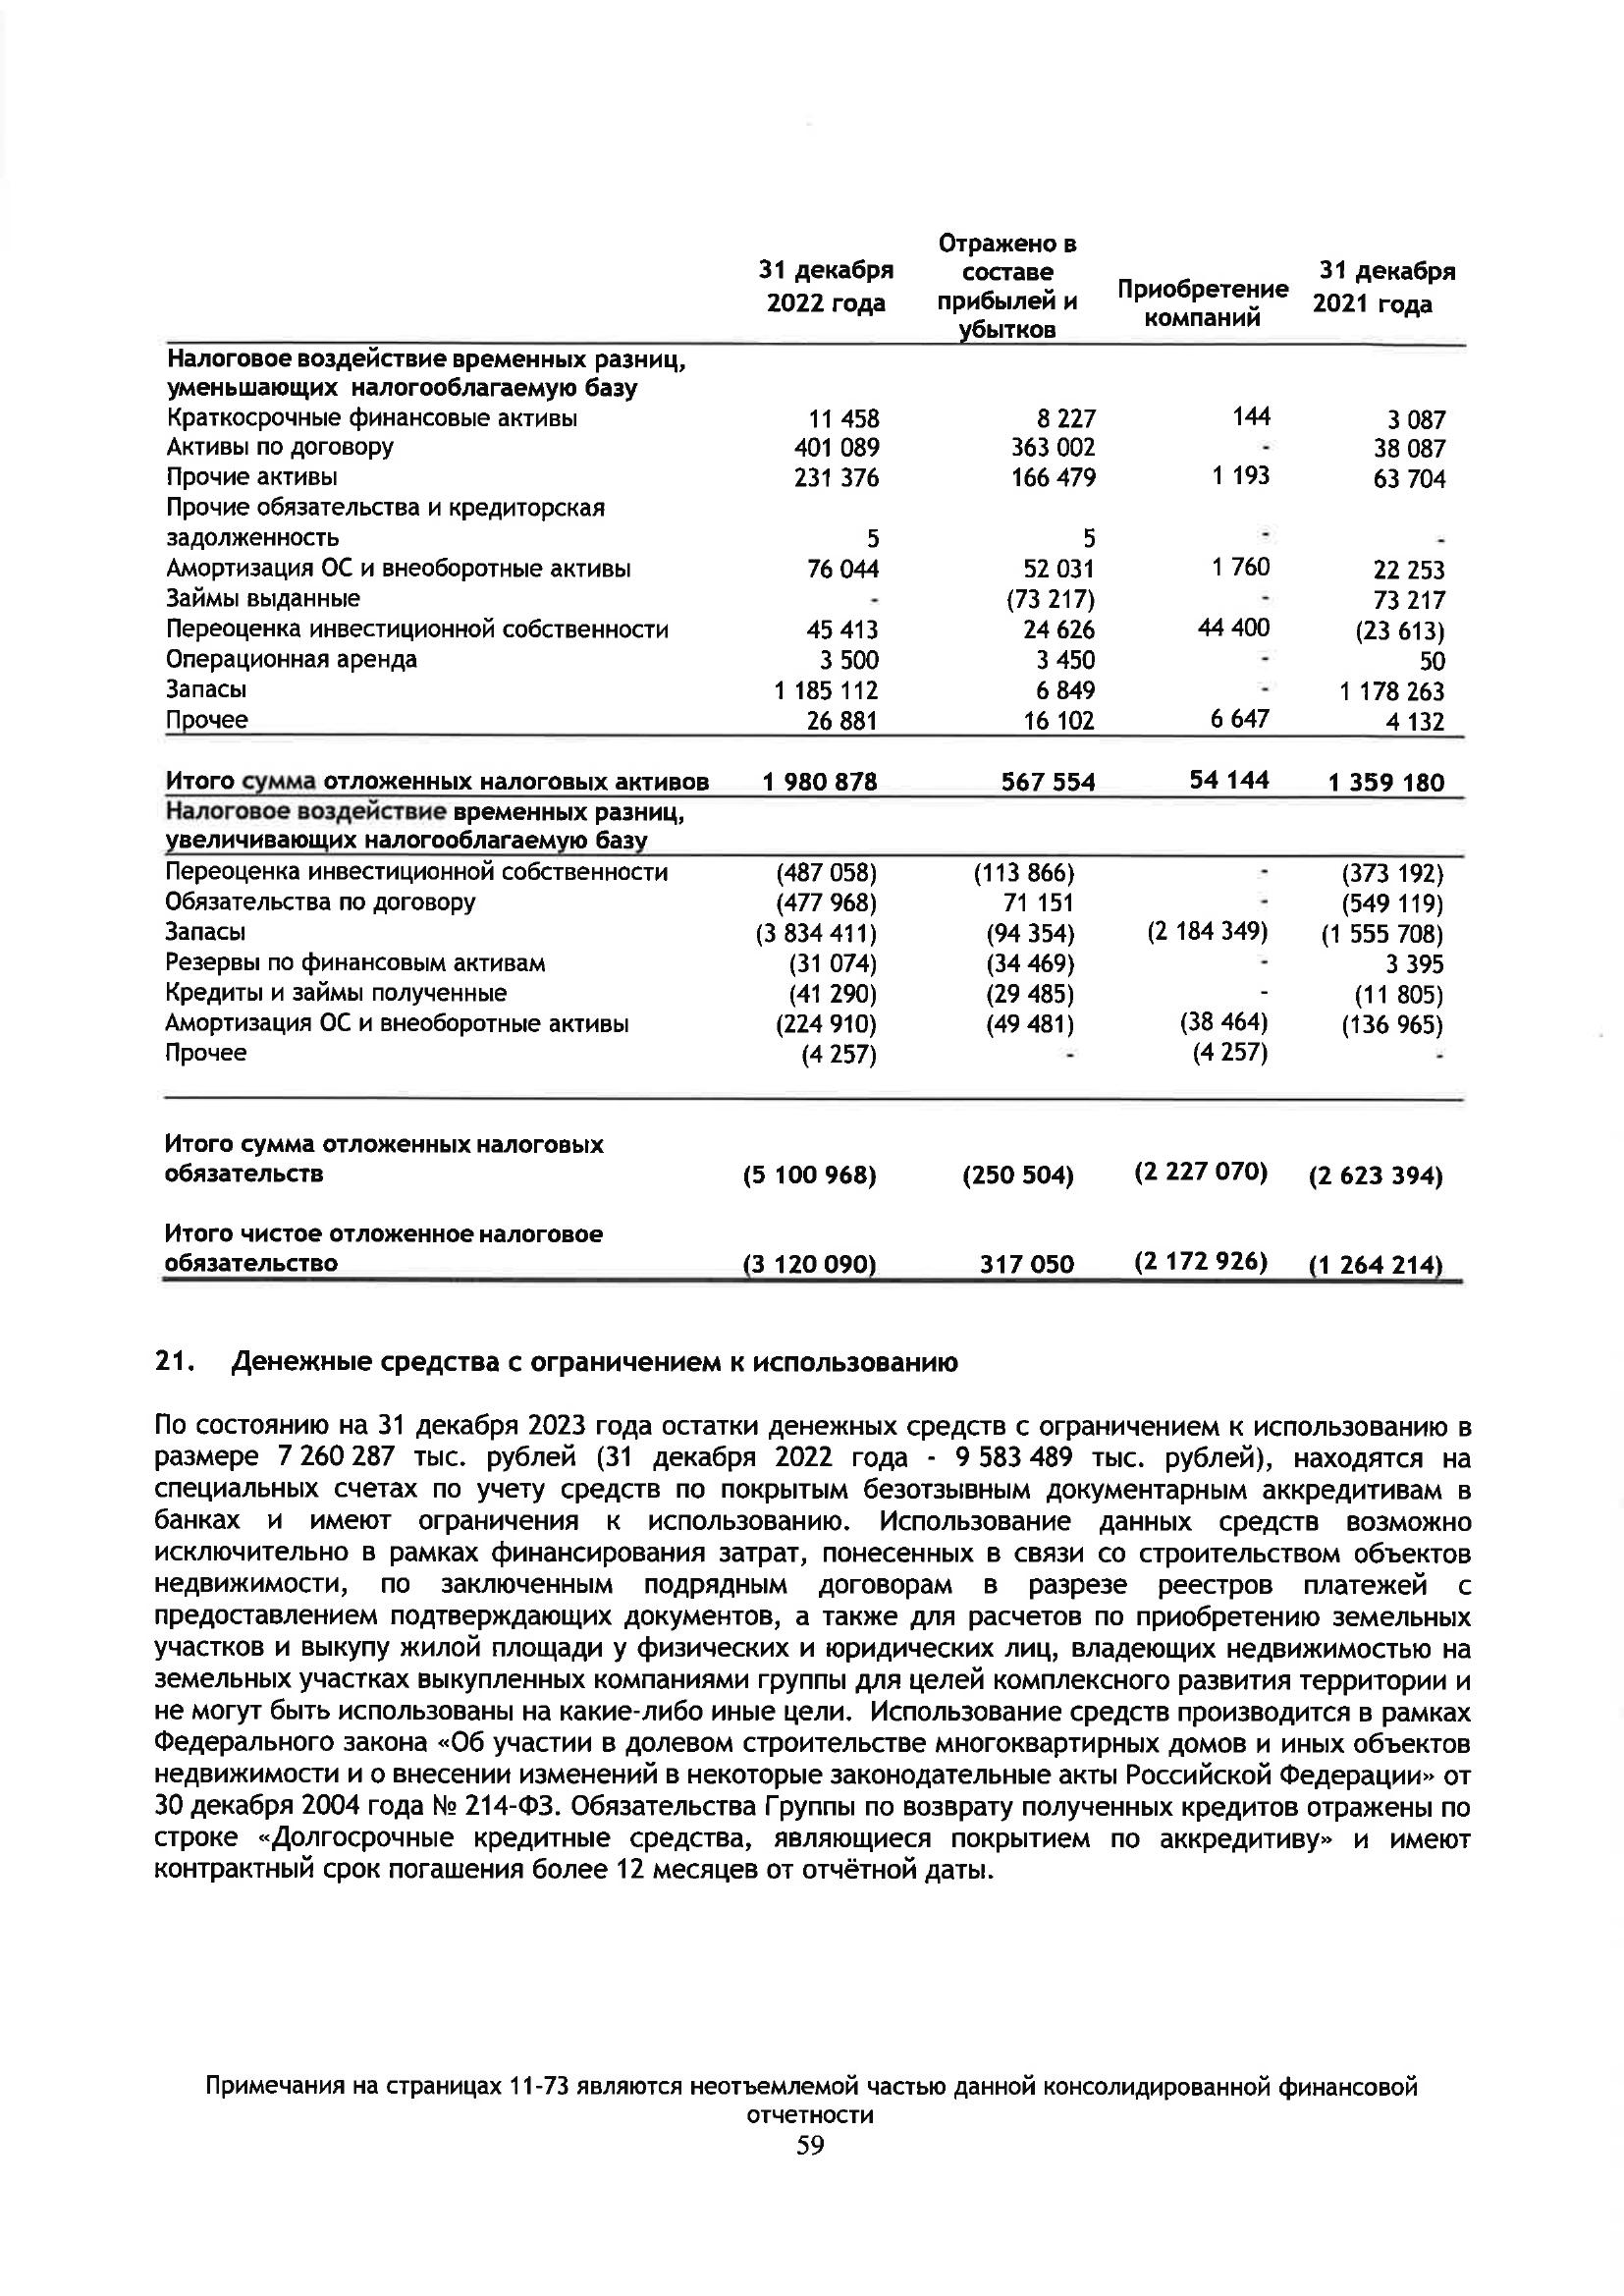 31 декабря 2022 года | Отражено в составе прибылей и убытков | Приобретение компаний | 31 декабря 2021 года
Налоговое воздействие временных разниц,
уменьшающих налогооблагаемую базу
Краткосрочные финансовые активы 11 458 8 227 144 3 087
Активы по договору 401 089 363 002 - 38 087
Прочие активы 231 376 166 479 1 193 63 704
Прочие обязательства и кредиторская
задолженность 5 5 - -
Амортизация ОС и внеоборотные активы 76 044 52 031 1 760 22 253
Займы выданные - (73 217) - 73 217
Переоценка инвестиционной собственности 45 413 24 626 44 400 (23 613)
Операционная аренда 3 500 3 450 - 50
Запасы 1 185 112 6 849 - 1 178 263
Прочее 26 881 16 102 6 647 4 132
Итого сумма отложенных налоговых активов 1 980 878 567 554 54 144 1 359 180
Налоговое воздействие временных разниц,
увеличивающих налогооблагаемую базу
Переоценка инвестиционной собственности (487 058) (113 866) - (373 192)
Обязательства по договору (477 968) 71 151 - (549 119)
Запасы (3 834 411) (94 354) (2 184 349) (1 555 708)
Резервы по финансовым активам (31 074) (34 469) - 3 395
Кредиты и займы полученные (41 290) (29 485) - (11 805)
Амортизация ОС и внеоборотные активы (224 910) (49 481) (38 464) (136 965)
Прочее (4 257) - (4 257) -
Итого сумма отложенных налоговых
обязательств (5 100 968) (250 504) (2 227 070) (2 623 394)
Итого чистое отложенное налоговое
обязательство (3 120 090) 317 050 (2 172 926) (1 264 214)
21. Денежные средства с ограничением к использованию
По состоянию на 31 декабря 2023 года остатки денежных средств с ограничением к использованию в
размере 7 260 287 тыс. рублей (31 декабря 2022 года - 9 583 489 тыс. рублей), находятся на
специальных счетах по учету средств по покрытым безотзывным документарным аккредитивам в
банках и имеют ограничения к использованию. Использование данных средств возможно
исключительно в рамках финансирования затрат, понесенных в связи со строительством объектов
недвижимости, по заключенным подрядным договорам в разрезе реестров платежей с
предоставлением подтверждающих документов, а также для расчетов по приобретению земельных
участков и выкупу жилой площади у физических и юридических лиц, владеющих недвижимостью на
земельных участках выкупленных компаниями группы для целей комплексного развития территории и
не могут быть использованы на какие-либо иные цели. Использование средств производится в рамках
Федерального закона «Об участии в долевом строительстве многоквартирных домов и иных объектов
недвижимости и о внесении изменений в некоторые законодательные акты Российской Федерации» от
30 декабря 2004 года № 214-ФЗ. Обязательства Группы по возврату полученных кредитов отражены по
строке «Долгосрочные кредитные средства, являющиеся покрытием по аккредитиву» и имеют
контрактный срок погашения более 12 месяцев от отчётной даты.
Примечания на страницах 11-73 являются неотъемлемой частью данной консолидированной финансовой
отчетности
59